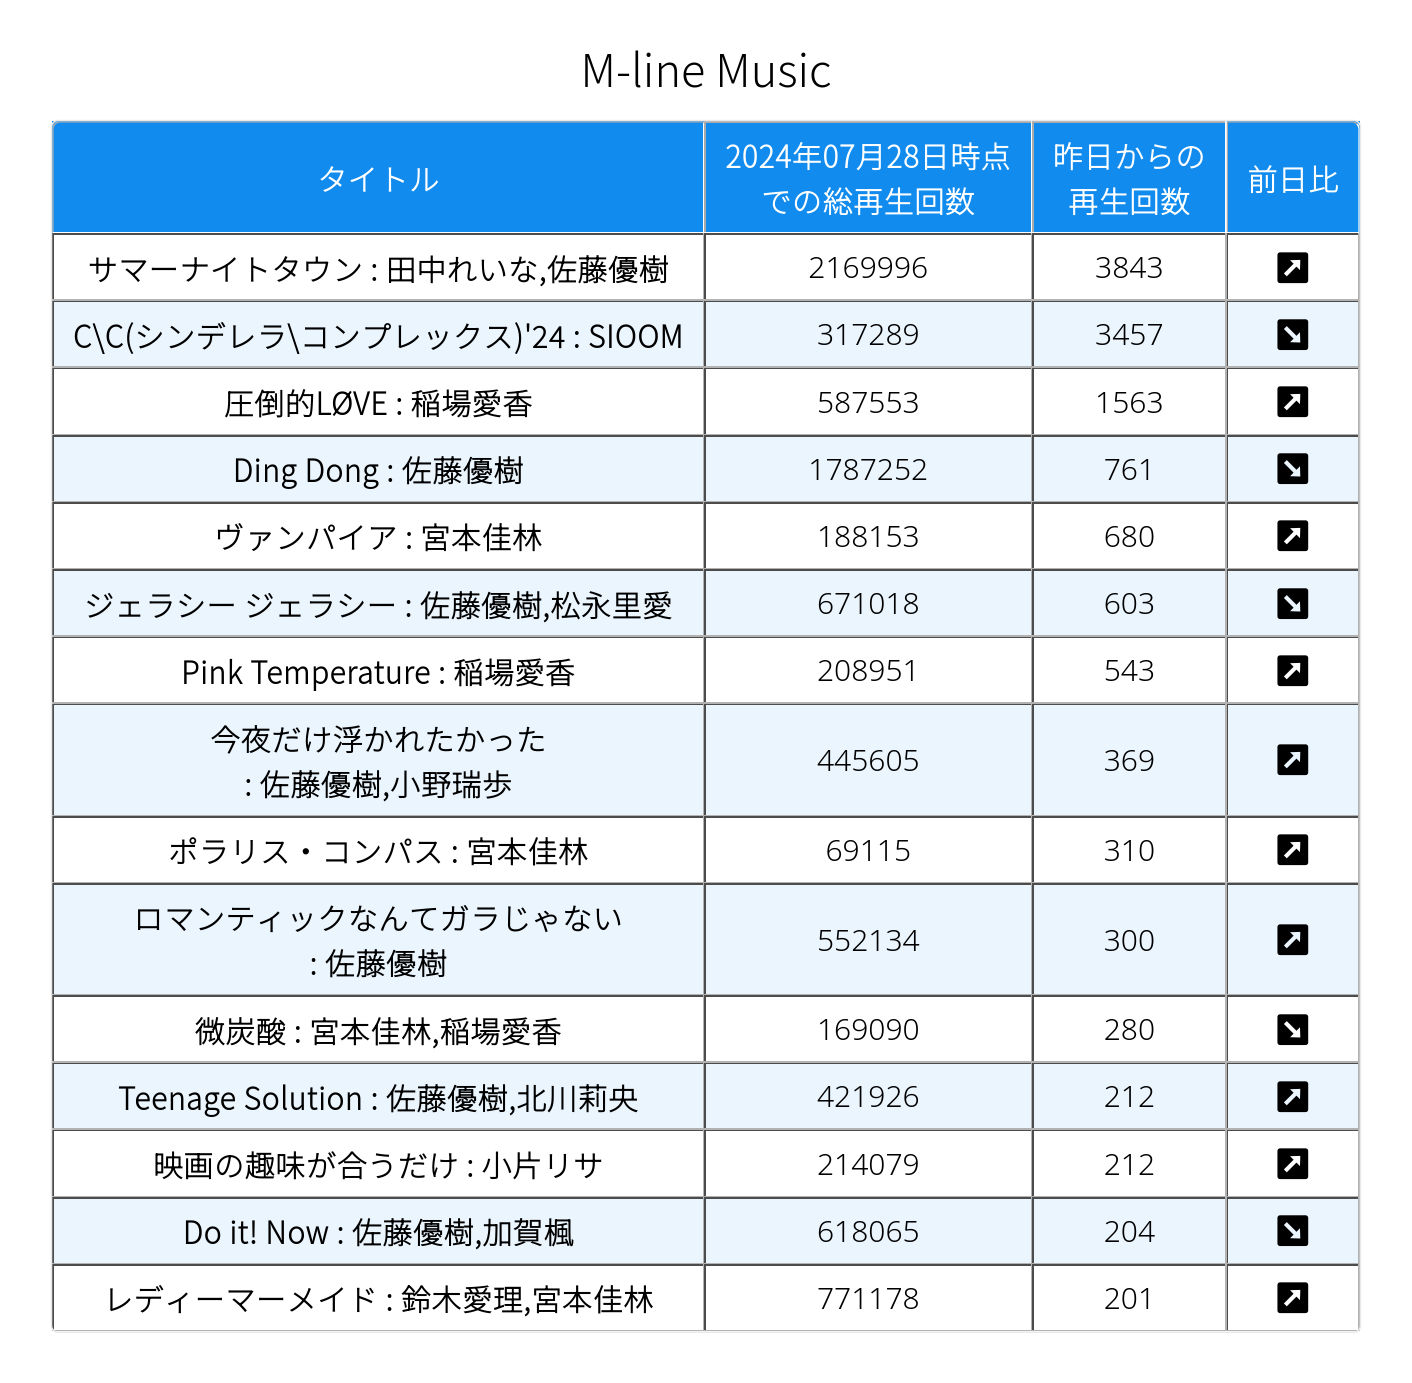 M-line Music
タイトル
2024年07月28日時点
での総再生回数
昨日からの
再生回数
前日比
サマーナイトタウン : 田中れいな,佐藤優樹 2169996 3843
C\C(シンデレラ\コンプレックス)'24 : SIOOM 317289 3457
圧倒的LØVE : 稲場愛香 587553 1563
Ding Dong : 佐藤優樹 1787252 761
ヴァンパイア : 宮本佳林 188153 680
ジェラシー ジェラシー : 佐藤優樹,松永里愛 671018 603
Pink Temperature : 稲場愛香 208951 543
今夜だけ浮かれたかった
: 佐藤優樹,小野瑞歩 445605 369
ポラリス・コンパス : 宮本佳林 69115 310
ロマンティックなんてガラじゃない
: 佐藤優樹 552134 300
微炭酸 : 宮本佳林,稲場愛香 169090 280
Teenage Solution : 佐藤優樹,北川莉央 421926 212
映画の趣味が合うだけ : 小片リサ 214079 212
Do it! Now : 佐藤優樹,加賀楓 618065 204
レディーマーメイド : 鈴木愛理,宮本佳林 771178 201